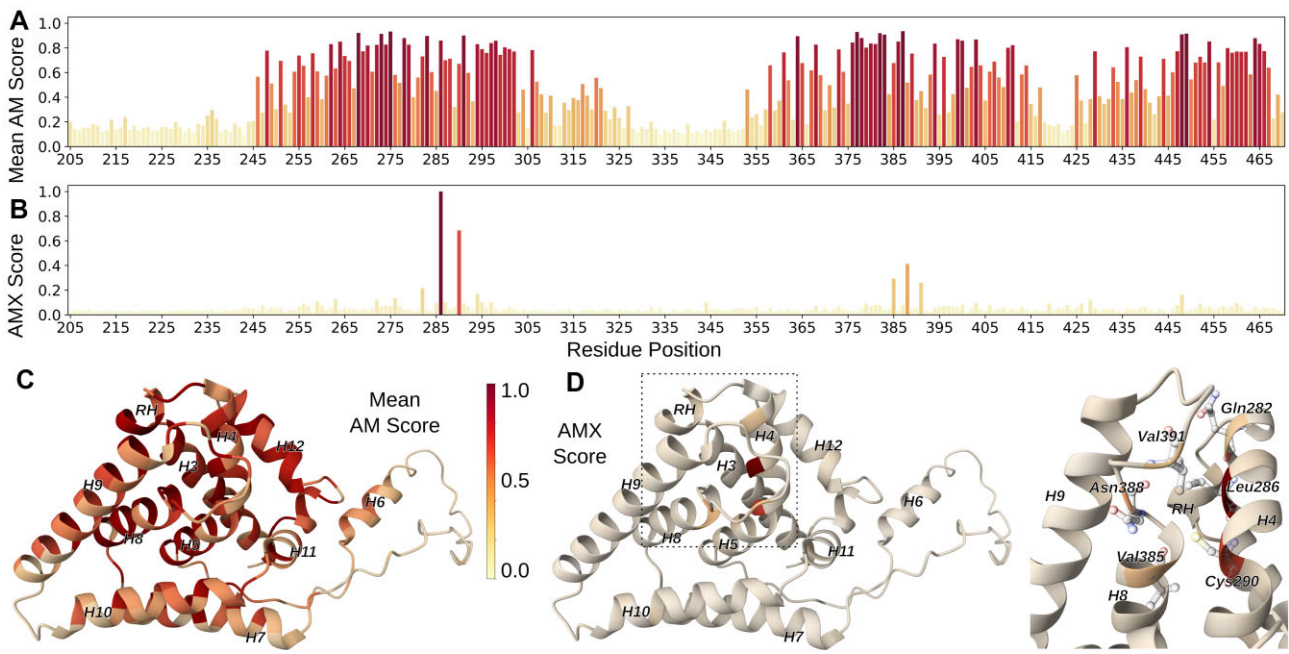 A
Mean AM Score
1.0
0.8
0.6
0.4
0.2
0.0
205 215 225 235 245 255 265 275 285 295 305 315 325 335 345 355 365 375 385 395 405 415 425 435 445 455 465
B
AMX Score
1.0
0.8
0.6
0.4
0.2
0.0
205 215 225 235 245 255 265 275 285 295 305 315 325 335 345 355 365 375 385 395 405 415 425 435 445 455 465
Residue Position
C
Mean
AM Score
1.0
0.5
0.0
RH
H4
H12
H3
H9
H6
H8
H5
H11
H10
H7
D
AMX
Score
RH
H4
H12
H3
H9
H6
H8
H5
H11
H10
H7
Gln282
Val391
Asn388
Leu286
H9
RH
H4
Val385
Cys290
H8